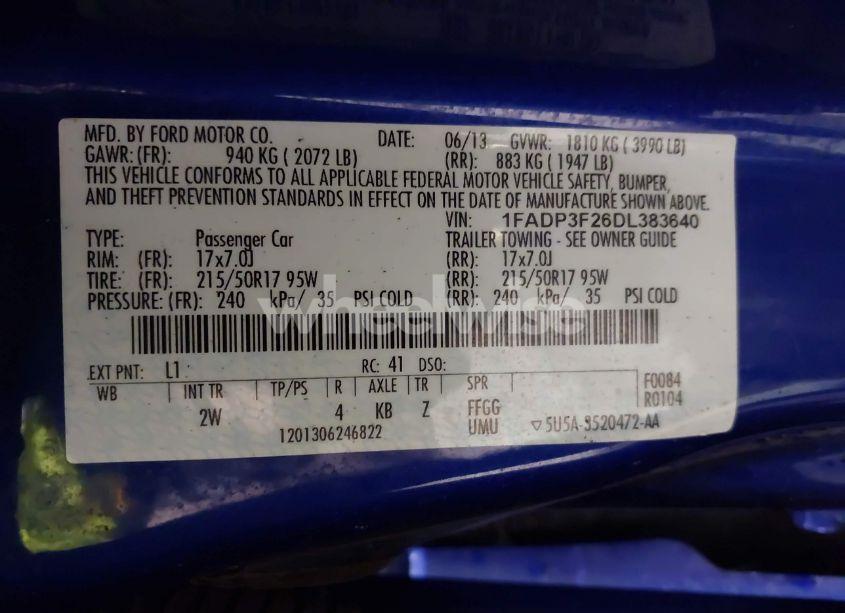 MFD. BY FORD MOTOR CO. DATE: 06/13 GVWR: 1810 KG ( 3990 LB)
GAWR: (FR): 940 KG ( 2072 LB) (RR): 883 KG ( 1947 LB)
THIS VEHICLE CONFORMS TO ALL APPLICABLE FEDERAL MOTOR VEHICLE SAFETY, BUMPER,
AND THEFT PREVENTION STANDARDS IN EFFECT ON THE DATE OF MANUFACTURE SHOWN ABOVE.
VIN: 1FADP3F26DL383640
TYPE: Passenger Car TRAILER TOWING - SEE OWNER GUIDE
RIM: (FR): 17x7.0J (RR): 17x7.0J
TIRE: (FR): 215/50R17 95W (RR): 215/50R17 95W
PRESSURE: (FR): 240 kPa/ 35 PSI COLD (RR): 240 kPa/ 35 PSI COLD
wheelwise
EXT PNT: L1 RC: 41 DSO:
WB INT TR TP/PS R AXLE TR SPR F0084
2W 4 KB Z FFGG R0104
1201306246822 UMU ▽5U5A-3520472-AA